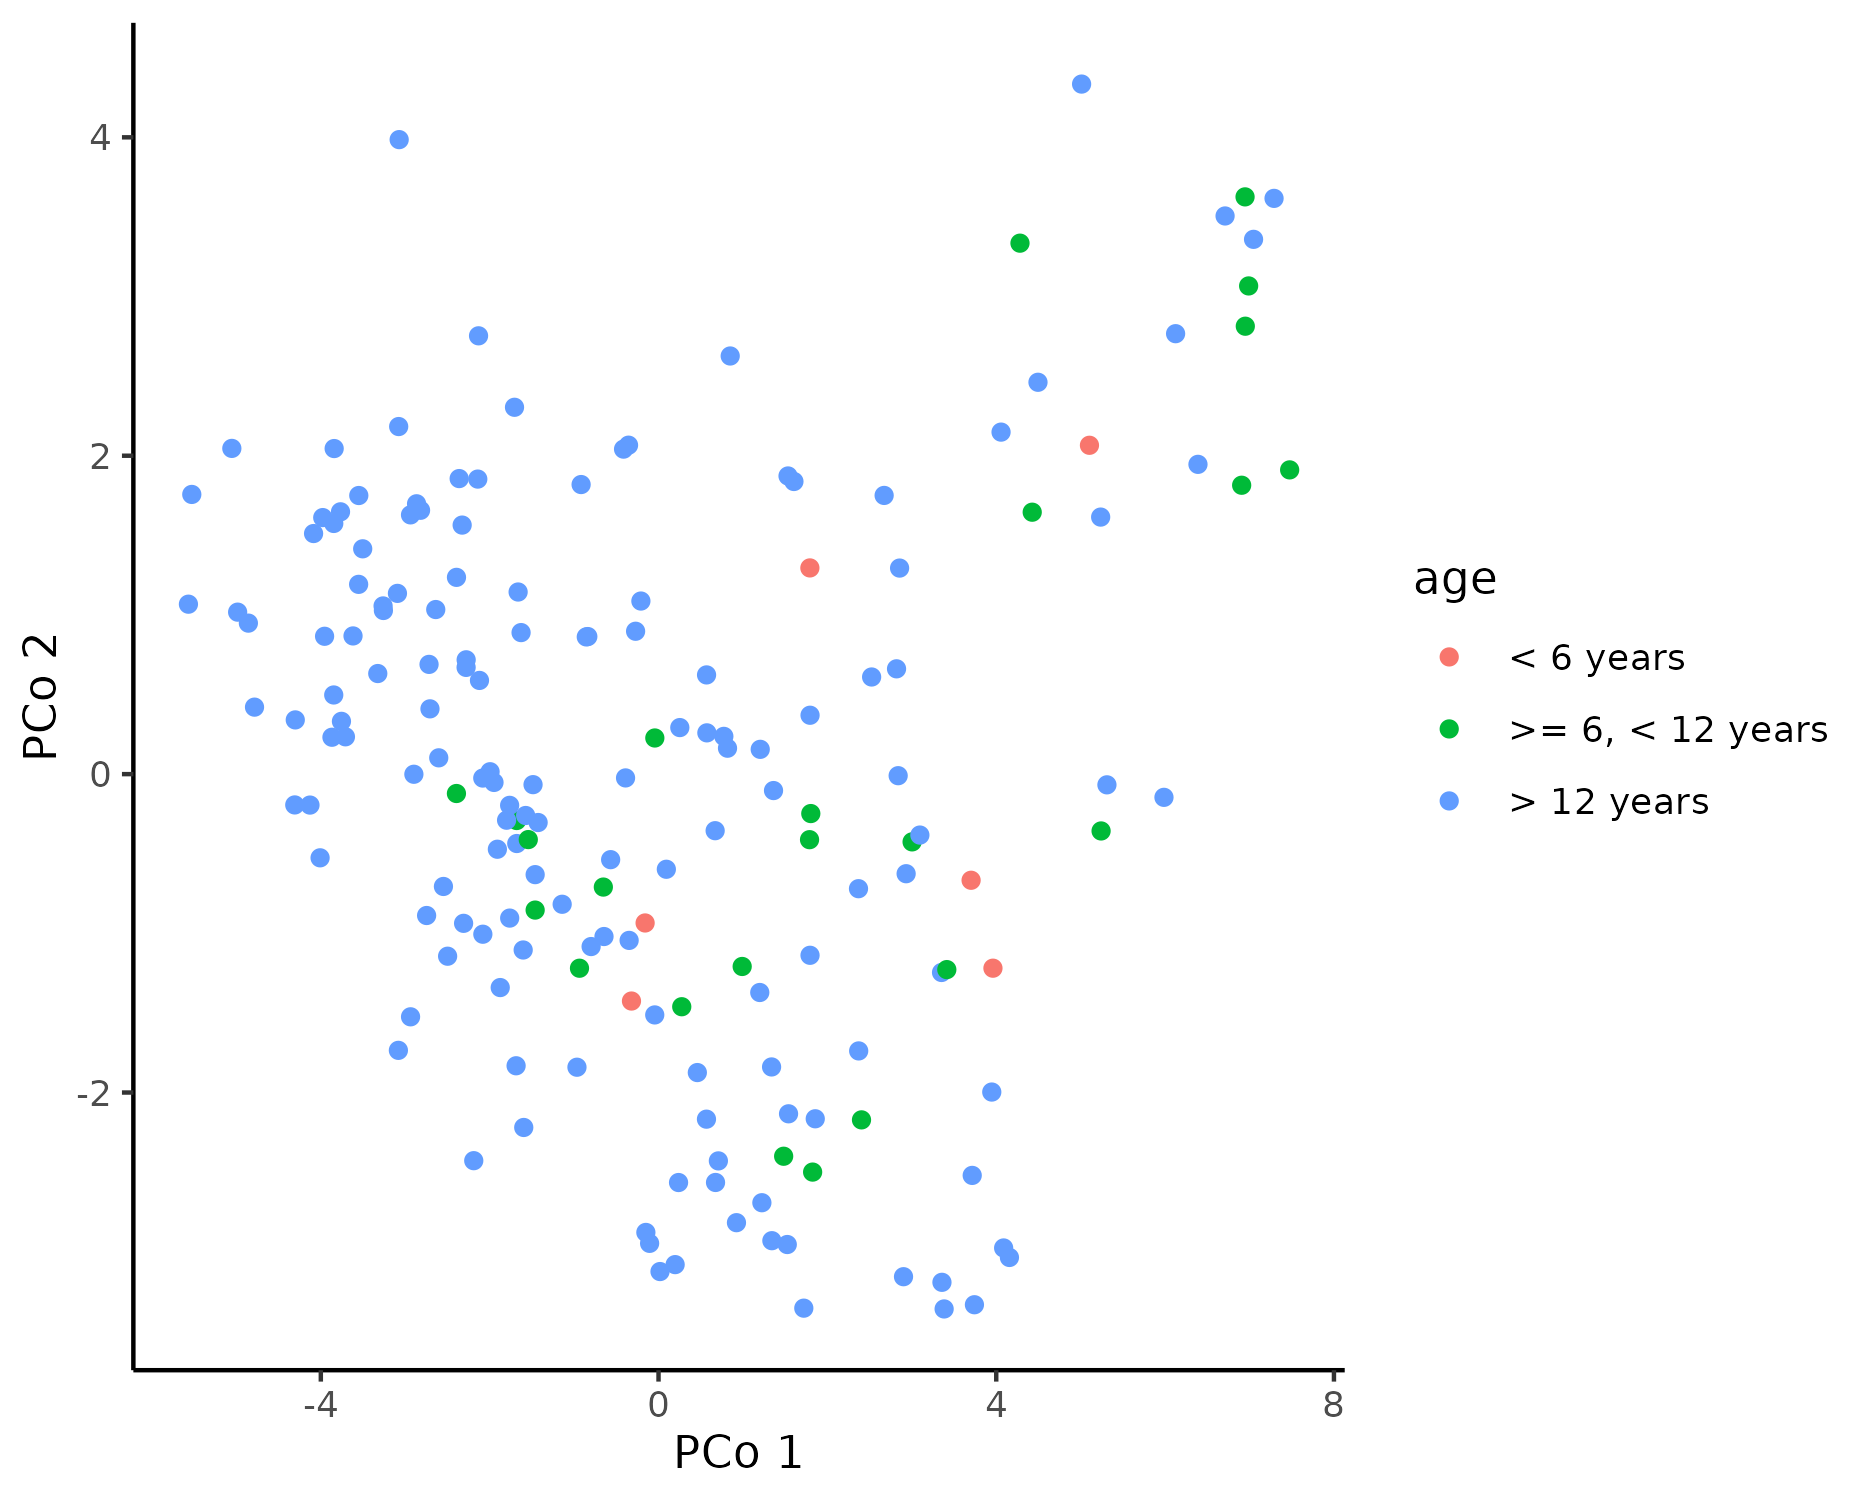 4
2
0
-2
PCo 2
-4 0 4 8
PCo 1
age
< 6 years
>= 6, < 12 years
> 12 years